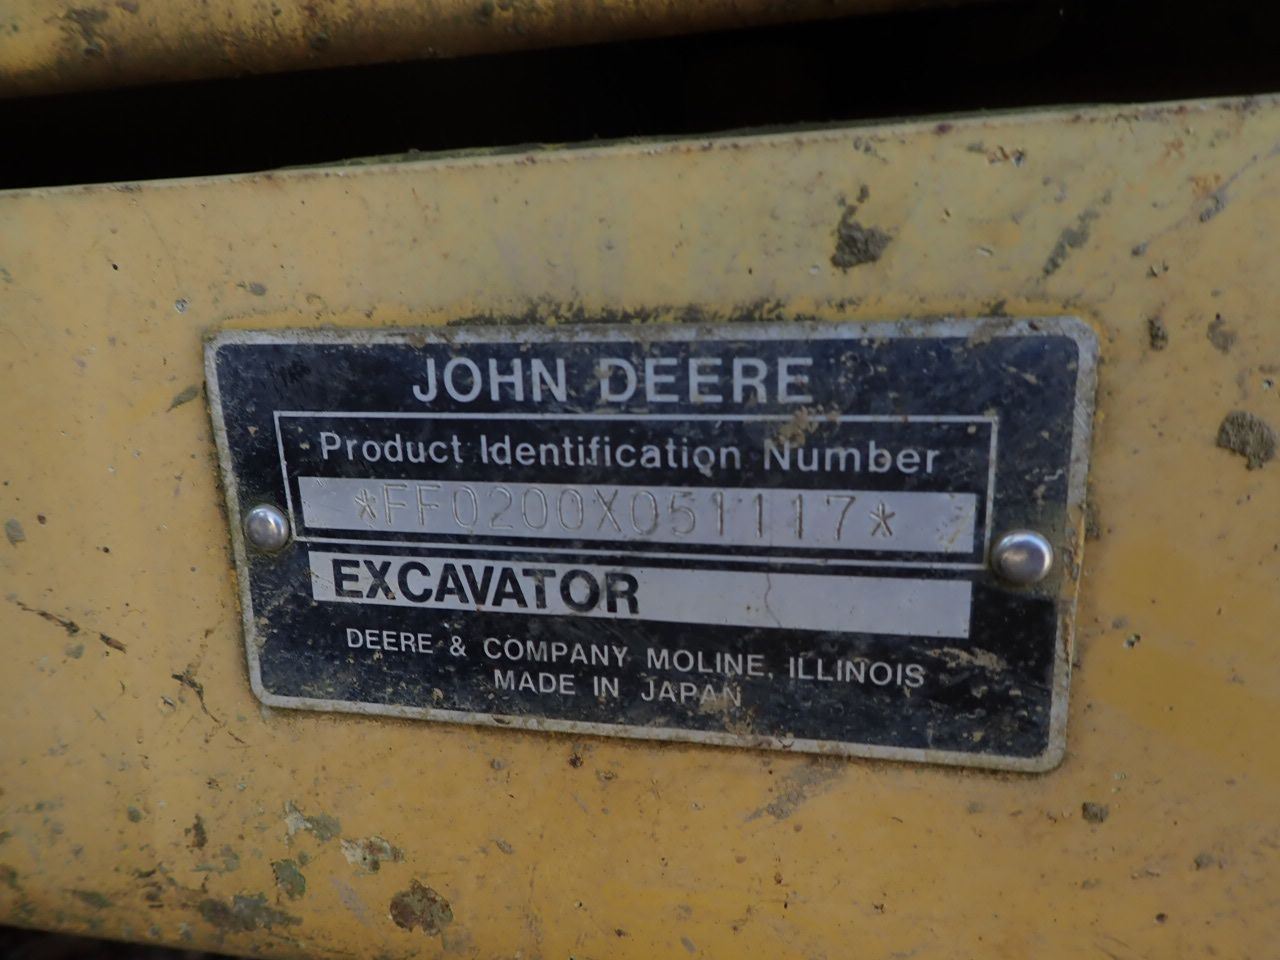 JOHN DEERE
Product Identification Number
*FF0200X051117*
EXCAVATOR
DEERE & COMPANY MOLINE, ILLINOIS
MADE IN JAPAN